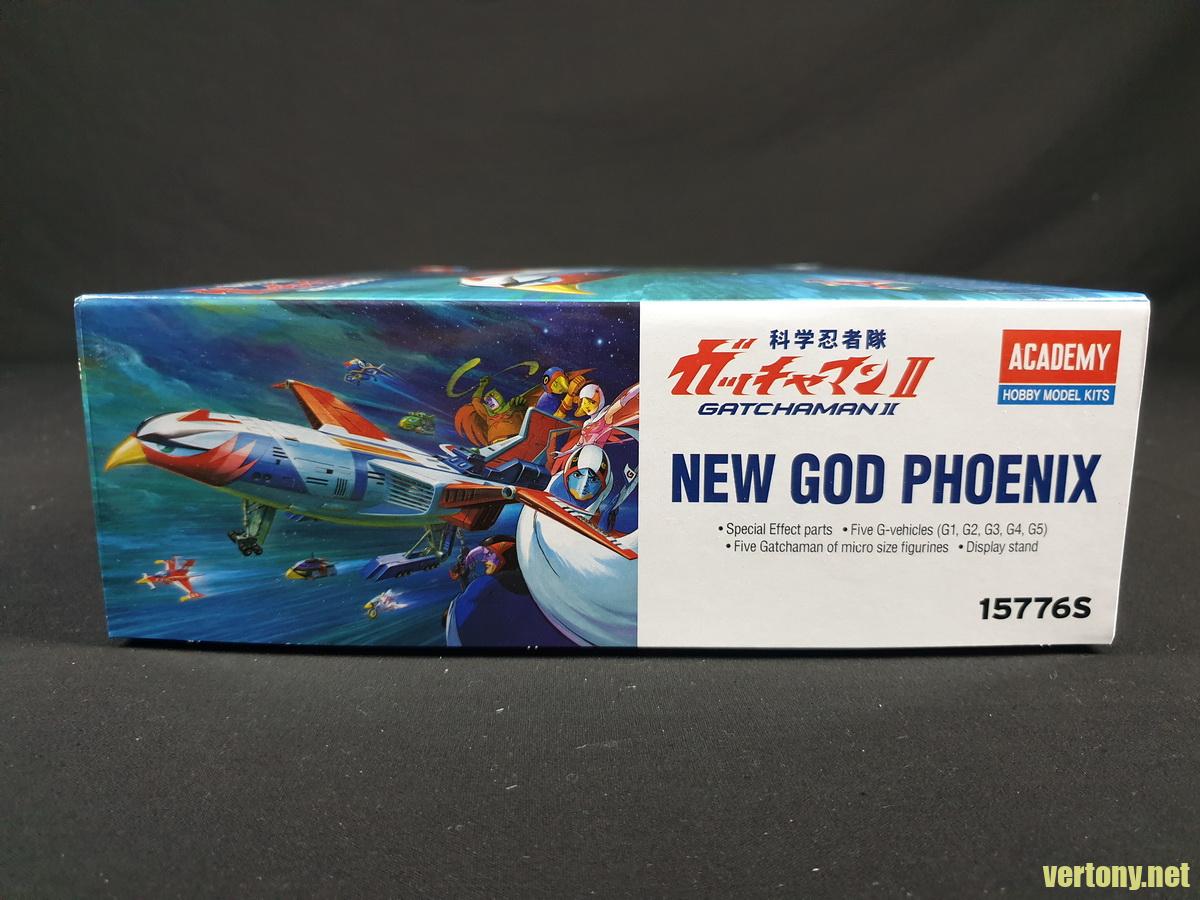 科学忍者隊
ガッチャマンII
GATCHAMAN II
ACADEMY
HOBBY MODEL KITS
NEW GOD PHOENIX
• Special Effect parts • Five G-vehicles (G1, G2, G3, G4, G5)
• Five Gatchaman of micro size figurines • Display stand
15776S
vertony.net